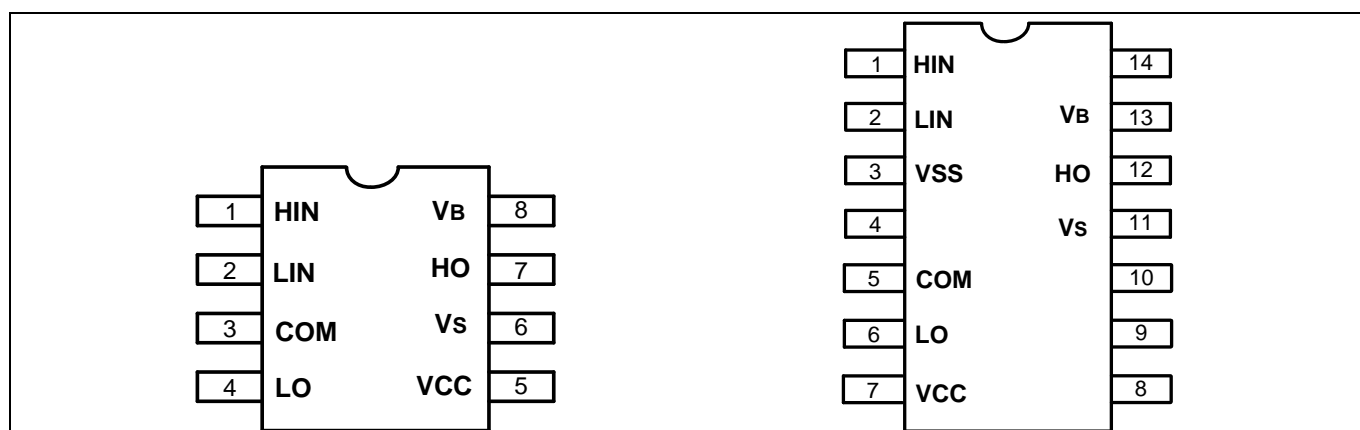 1 HIN VB 8
2 LIN HO 7
3 COM VS 6
4 LO VCC 5
1 HIN 14
2 LIN VB 13
3 VSS HO 12
4 VS 11
5 COM 10
6 LO 9
7 VCC 8